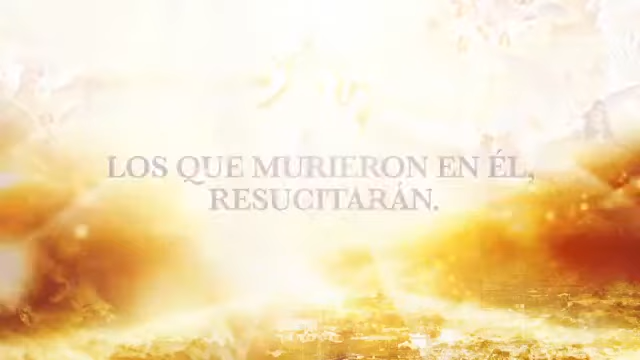 LOS QUE MURIERON EN ÉL,
RESUCITARÁN.